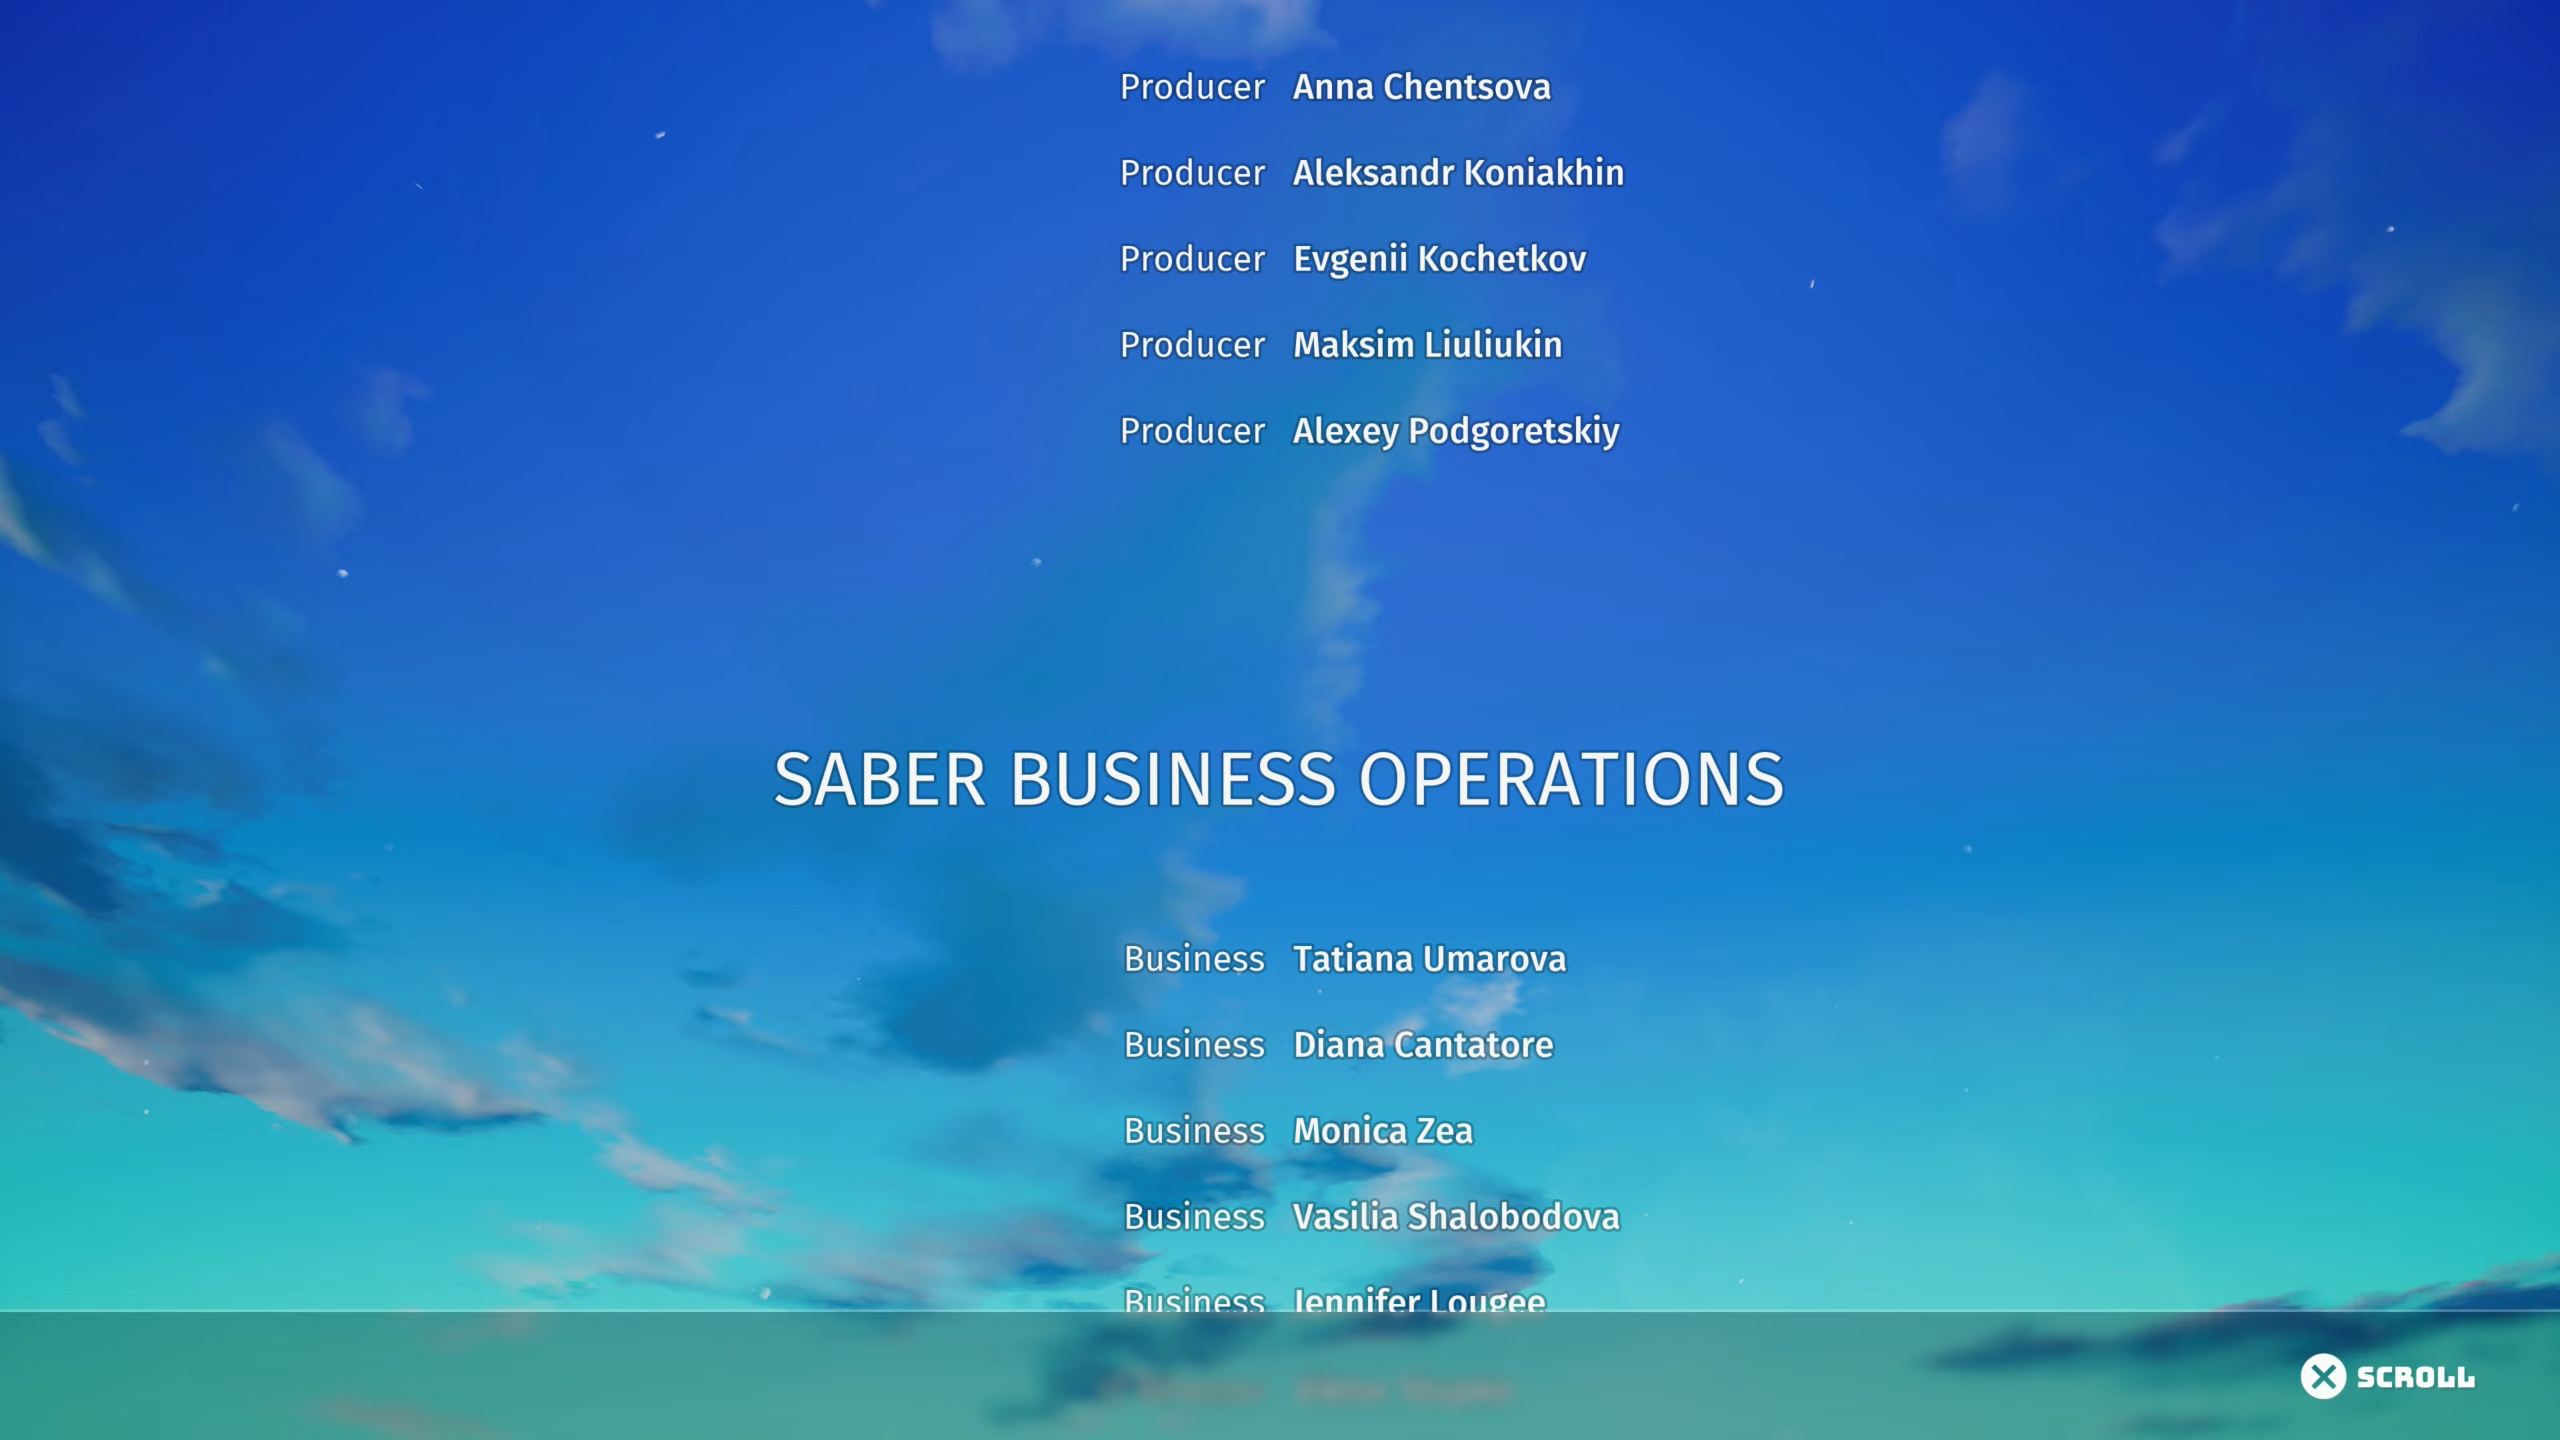 Producer Anna Chentsova
Producer Aleksandr Koniakhin
Producer Evgenii Kochetkov
Producer Maksim Liuliukin
Producer Alexey Podgoretskiy
SABER BUSINESS OPERATIONS
Business Tatiana Umarova
Business Diana Cantatore
Business Monica Zea
Business Vasilia Shalobodova
Business Jennifer Lougee
SCROLL